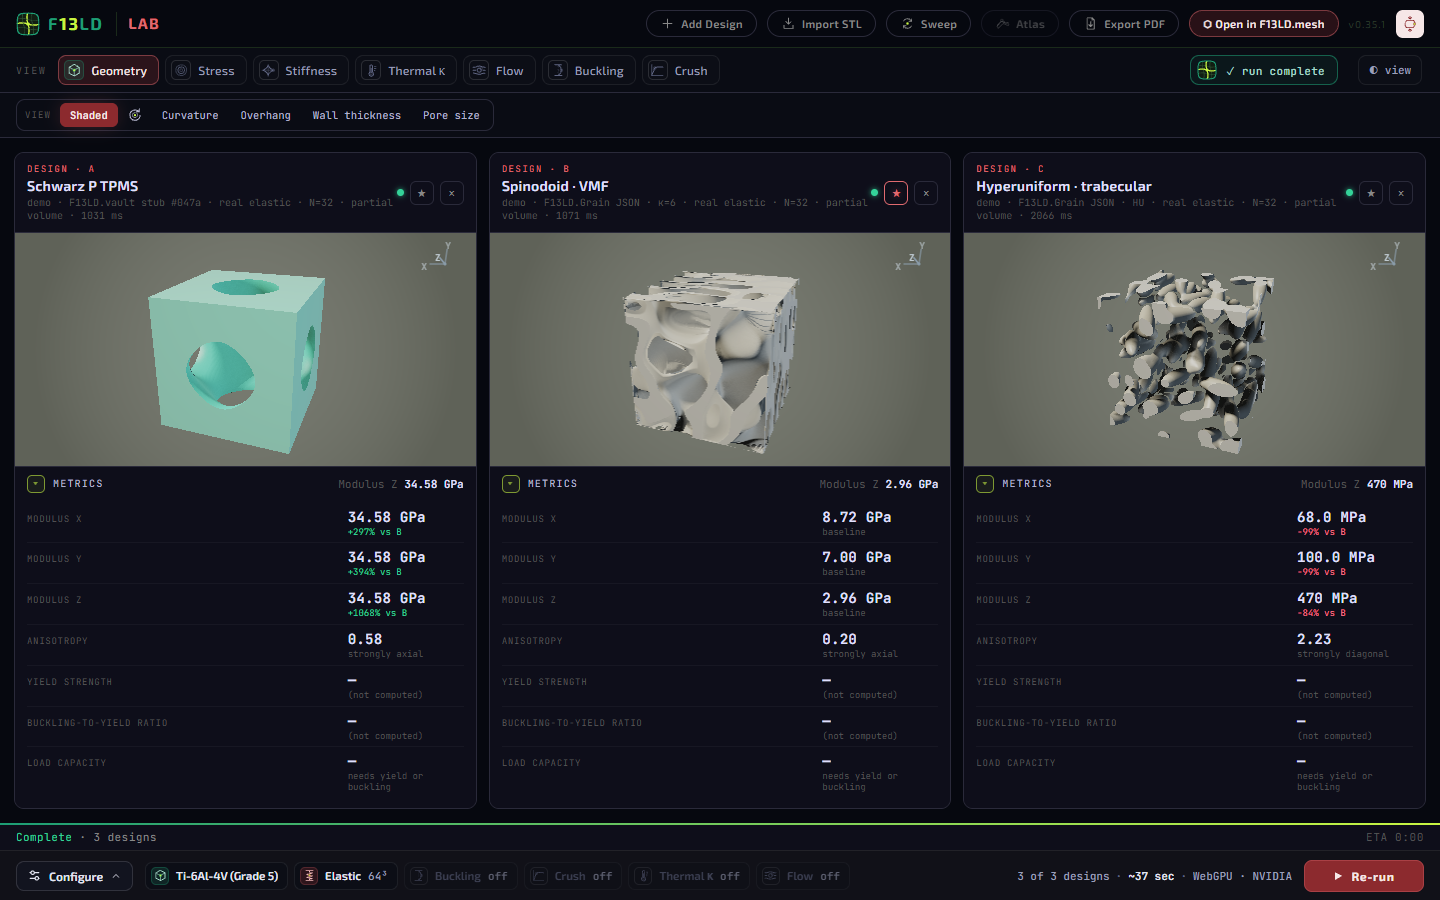 F13LD LAB
Add Design
Import STL
Sweep
Atlas
Export PDF
Open in F13LD.mesh
v0.35.1
VIEW
Geometry
Stress
Stiffness
Thermal K
Flow
Buckling
Crush
✓ run complete
view
VIEW
Shaded
Curvature
Overhang
Wall thickness
Pore size
DESIGN · A
Schwarz P TPMS
demo · F13LD.vault stub #047a · real elastic · N=32 · partial
volume · 1031 ms
★
×
X Y Z
METRICS
Modulus Z 34.58 GPa
MODULUS X
34.58 GPa
+297% vs B
MODULUS Y
34.58 GPa
+394% vs B
MODULUS Z
34.58 GPa
+1068% vs B
ANISOTROPY
0.58
strongly axial
YIELD STRENGTH
—
(not computed)
BUCKLING-TO-YIELD RATIO
—
(not computed)
LOAD CAPACITY
—
needs yield or
buckling
DESIGN · B
Spinodoid · VMF
demo · F13LD.Grain JSON · κ=6 · real elastic · N=32 · partial
volume · 1071 ms
★
×
X Y Z
METRICS
Modulus Z 2.96 GPa
MODULUS X
8.72 GPa
baseline
MODULUS Y
7.00 GPa
baseline
MODULUS Z
2.96 GPa
baseline
ANISOTROPY
0.20
strongly axial
YIELD STRENGTH
—
(not computed)
BUCKLING-TO-YIELD RATIO
—
(not computed)
LOAD CAPACITY
—
needs yield or
buckling
DESIGN · C
Hyperuniform · trabecular
demo · F13LD.Grain JSON · HU · real elastic · N=32 · partial
volume · 2066 ms
★
×
X Y Z
METRICS
Modulus Z 470 MPa
MODULUS X
68.0 MPa
-99% vs B
MODULUS Y
100.0 MPa
-99% vs B
MODULUS Z
470 MPa
-84% vs B
ANISOTROPY
2.23
strongly diagonal
YIELD STRENGTH
—
(not computed)
BUCKLING-TO-YIELD RATIO
—
(not computed)
LOAD CAPACITY
—
needs yield or
buckling
Complete · 3 designs
ETA 0:00
Configure
Ti-6Al-4V (Grade 5)
Elastic 64³
Buckling off
Crush off
Thermal K off
Flow off
3 of 3 designs · ~37 sec · WebGPU · NVIDIA
Re-run